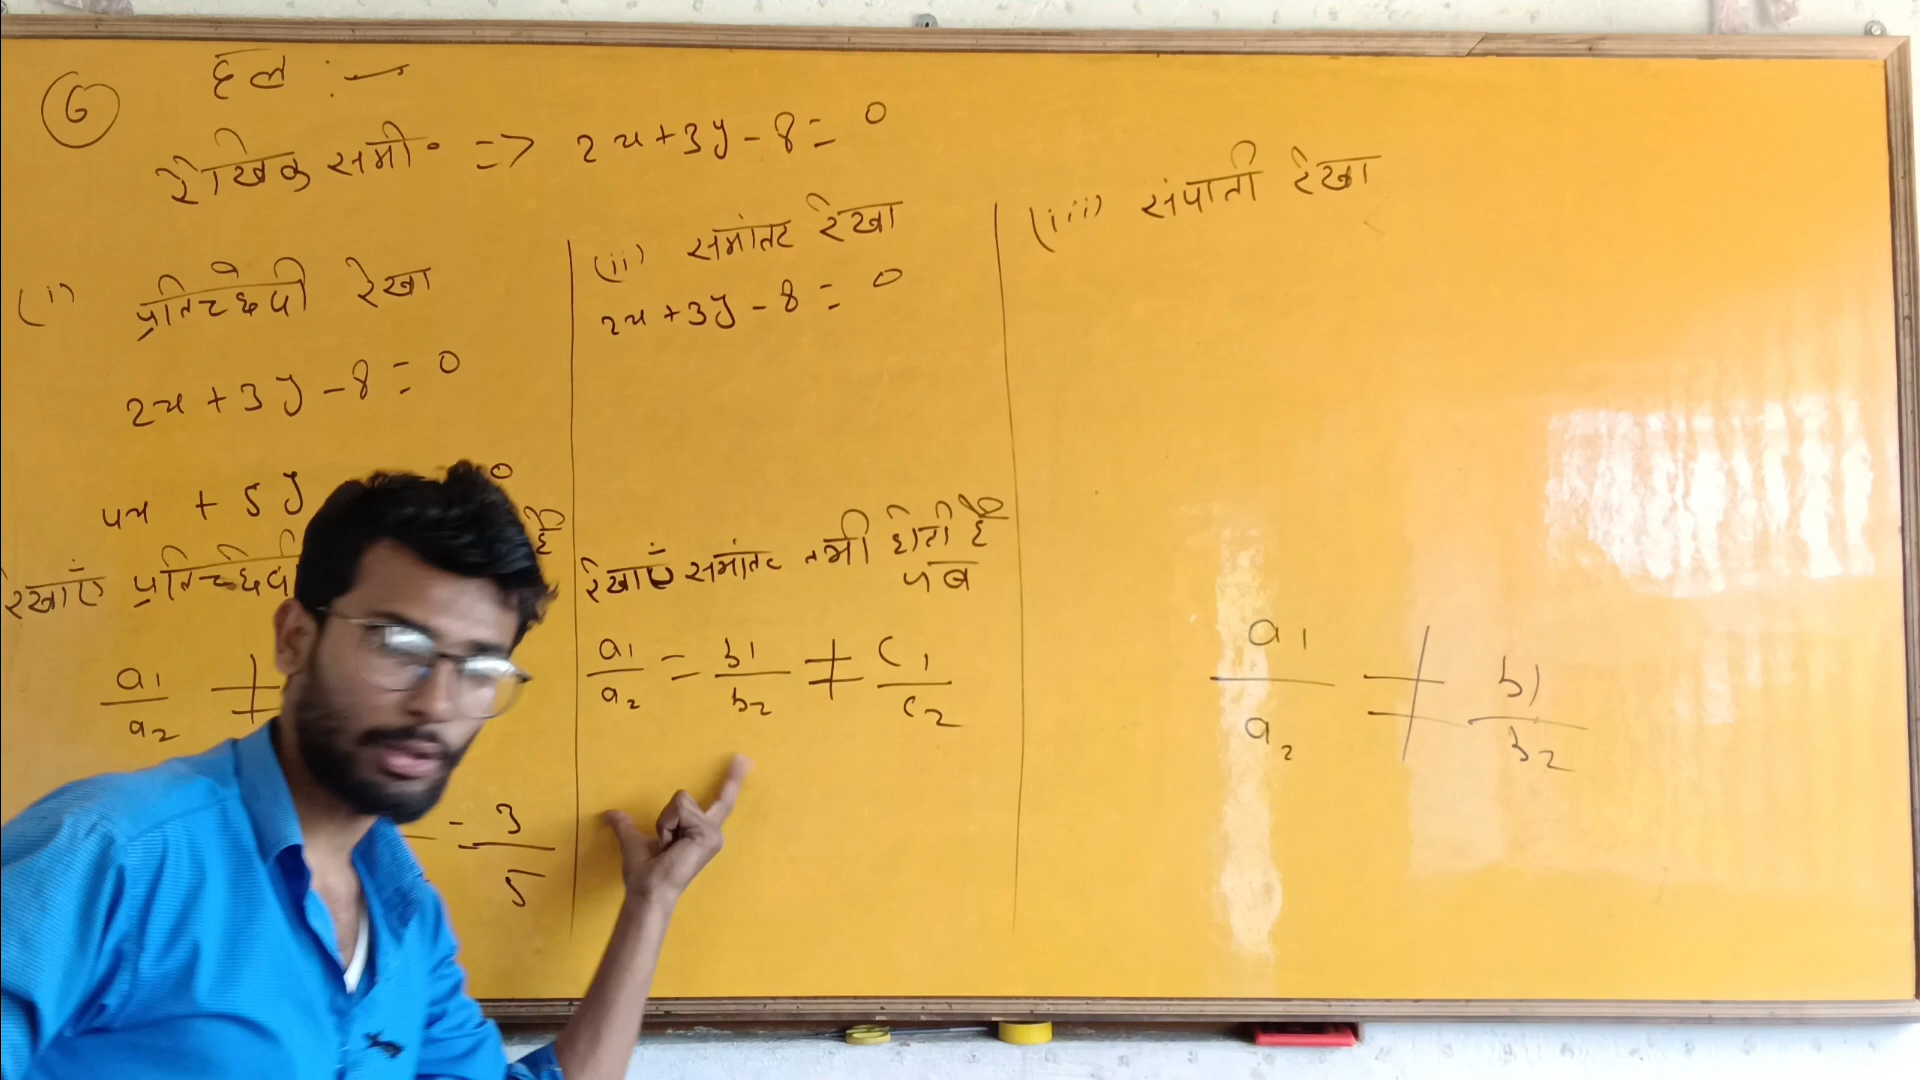 6 हल :—
रैखिक समी० => 2x + 3y - 8 = 0
(i) प्रतिच्छेदी रेखा
2x + 3y - 8 = 0
4x + 5y 0
रेखाएं प्रतिच्छेदी है
a1/a2 ≠
- 3/5
(ii) समांतर रेखा
2x + 3y - 8 = 0
रेखाएँ समांतर तभी होती है
जब
a1/a2 = b1/b2 ≠ c1/c2
(iii) संपाती रेखा
a1/a2 ≠ b1/b2